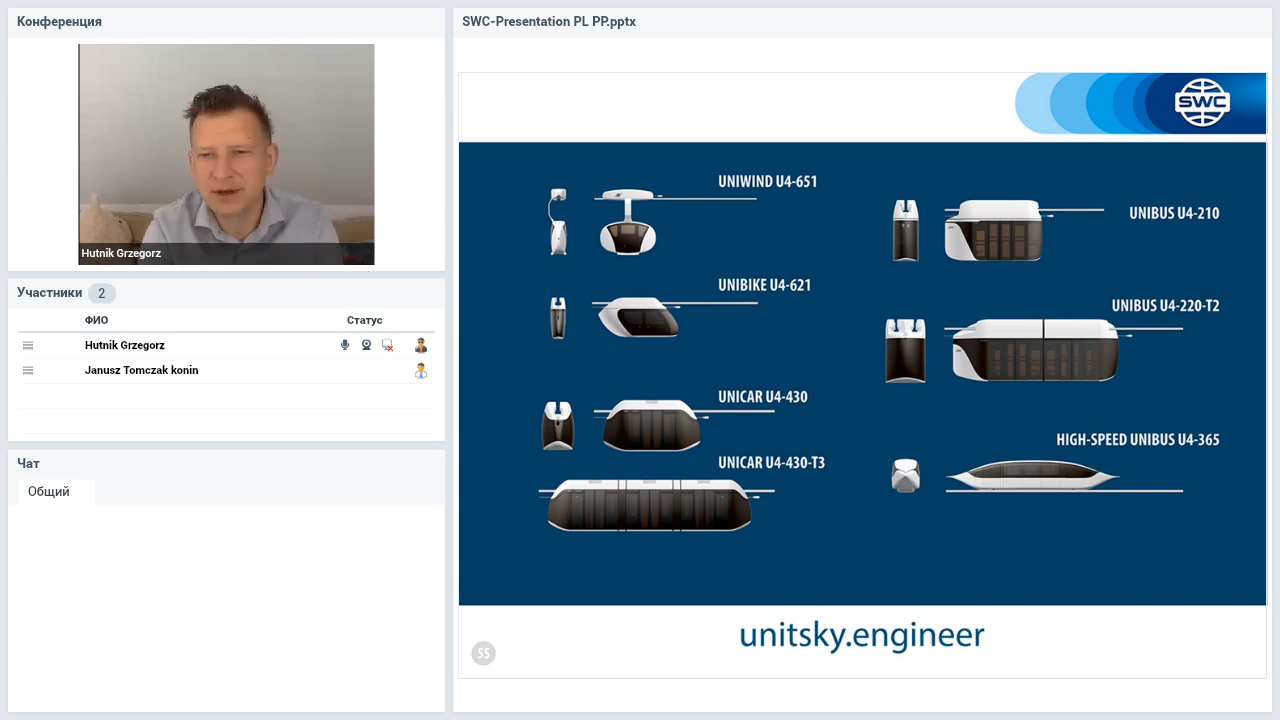 Конференция
Hutnik Grzegorz
Участники 2
ФИО Статус
Hutnik Grzegorz
Janusz Tomczak konin
Чат
Общий
SWC-Presentation PL PP.pptx
SWC
UNIWIND U4-651
UNIBIKE U4-621
UNICAR U4-430
UNICAR U4-430-T3
UNIBUS U4-210
UNIBUS U4-220-T2
HIGH-SPEED UNIBUS U4-365
unitsky.engineer
55